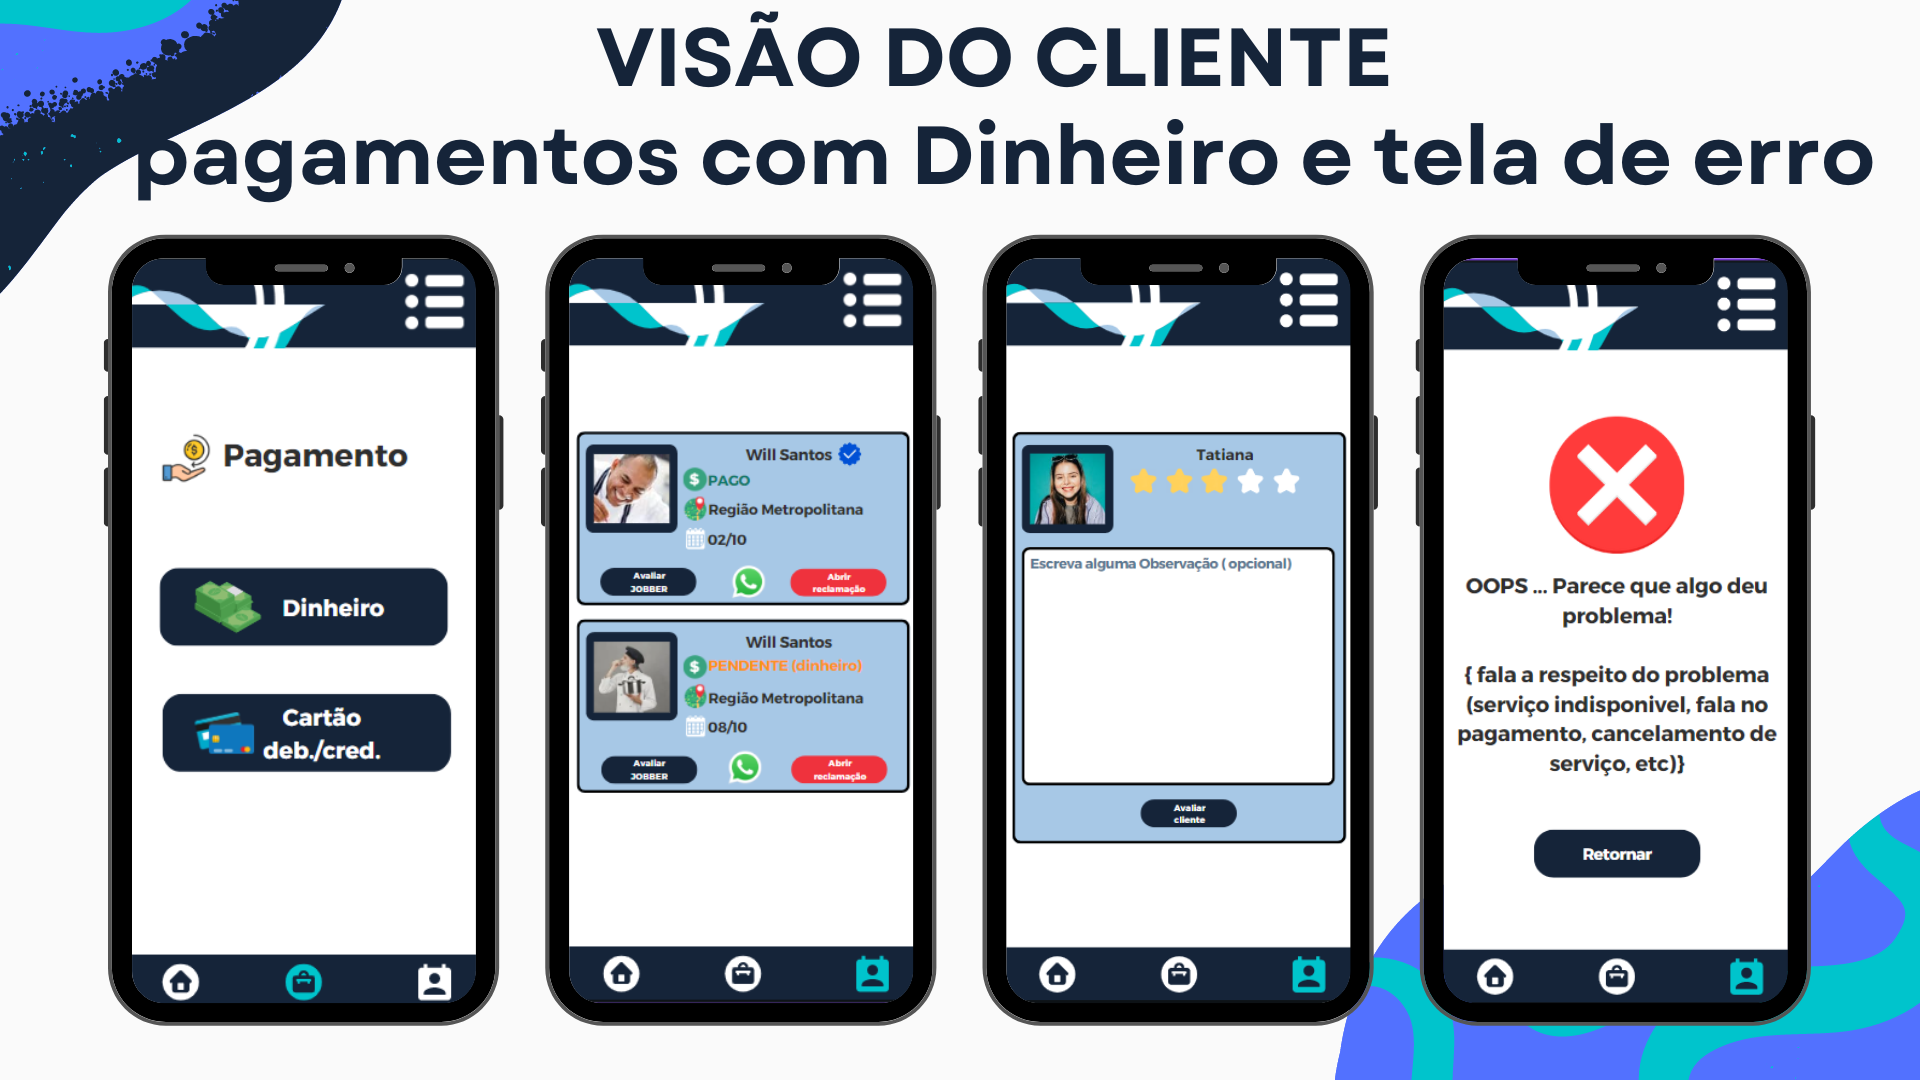 VISÃO DO CLIENTE
pagamentos com Dinheiro e tela de erro
Pagamento
Dinheiro
Cartão
deb./cred.
Will Santos
PAGO
Região Metropolitana
02/10
Avaliar
JOBBER
Abrir
reclamação
Will Santos
PENDENTE (dinheiro)
Região Metropolitana
08/10
Avaliar
JOBBER
Abrir
reclamação
Tatiana
Escreva alguma Observação ( opcional)
Avaliar
cliente
OOPS ... Parece que algo deu
problema!
{ fala a respeito do problema
(serviço indisponivel, fala no
pagamento, cancelamento de
serviço, etc)}
Retornar